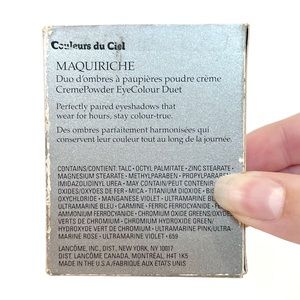 Couleurs du Ciel
MAQUIRICHE
Duo d'ombres à paupières poudre crème
CremePowder EyeColour Duet
Perfectly paired eyeshadows that
wear for hours, stay colour-true.
Des ombres parfaitement harmonisées qui
conservent leur couleur tout au long de la journée.
CONTAINS/CONTIENT: TALC • OCTYL PALMITATE • ZINC STEARATE •
MAGNESIUM STEARATE • METHYLPARABEN • PROPYLPARABEN
IMIDAZOLIDINYL UREA • MAY CONTAIN/PEUT CONTENIR
OXIDES/OXYDES DE FER • MICA • TITANIUM DIOXIDE •
OXYCHLORIDE • MANGANESE VIOLET • ULTRAMARINE
ULTRAMARINE BLUE • CARMINE • FERRIC FERROCYANIDE •
AMMONIUM FERROCYANIDE • CHROMIUM OXIDE GREENS/OXYDES
VERTS DE CHROMIUM • CHROMIUM HYDROXIDE GREEN/OXYDE
VERT DE CHROMIUM • ULTRAMARINE PINK/ULTRA
MARINE ROSE • ULTRAMARINE VIOLET • 659
LANCÔME, INC., DIST. NEW YORK, NY 10017
DIST. LANCÔME CANADA, MONTRÉAL, H4T 1K5
MADE IN THE U.S.A./FABRIQUE AUX ÉTATS UNIS